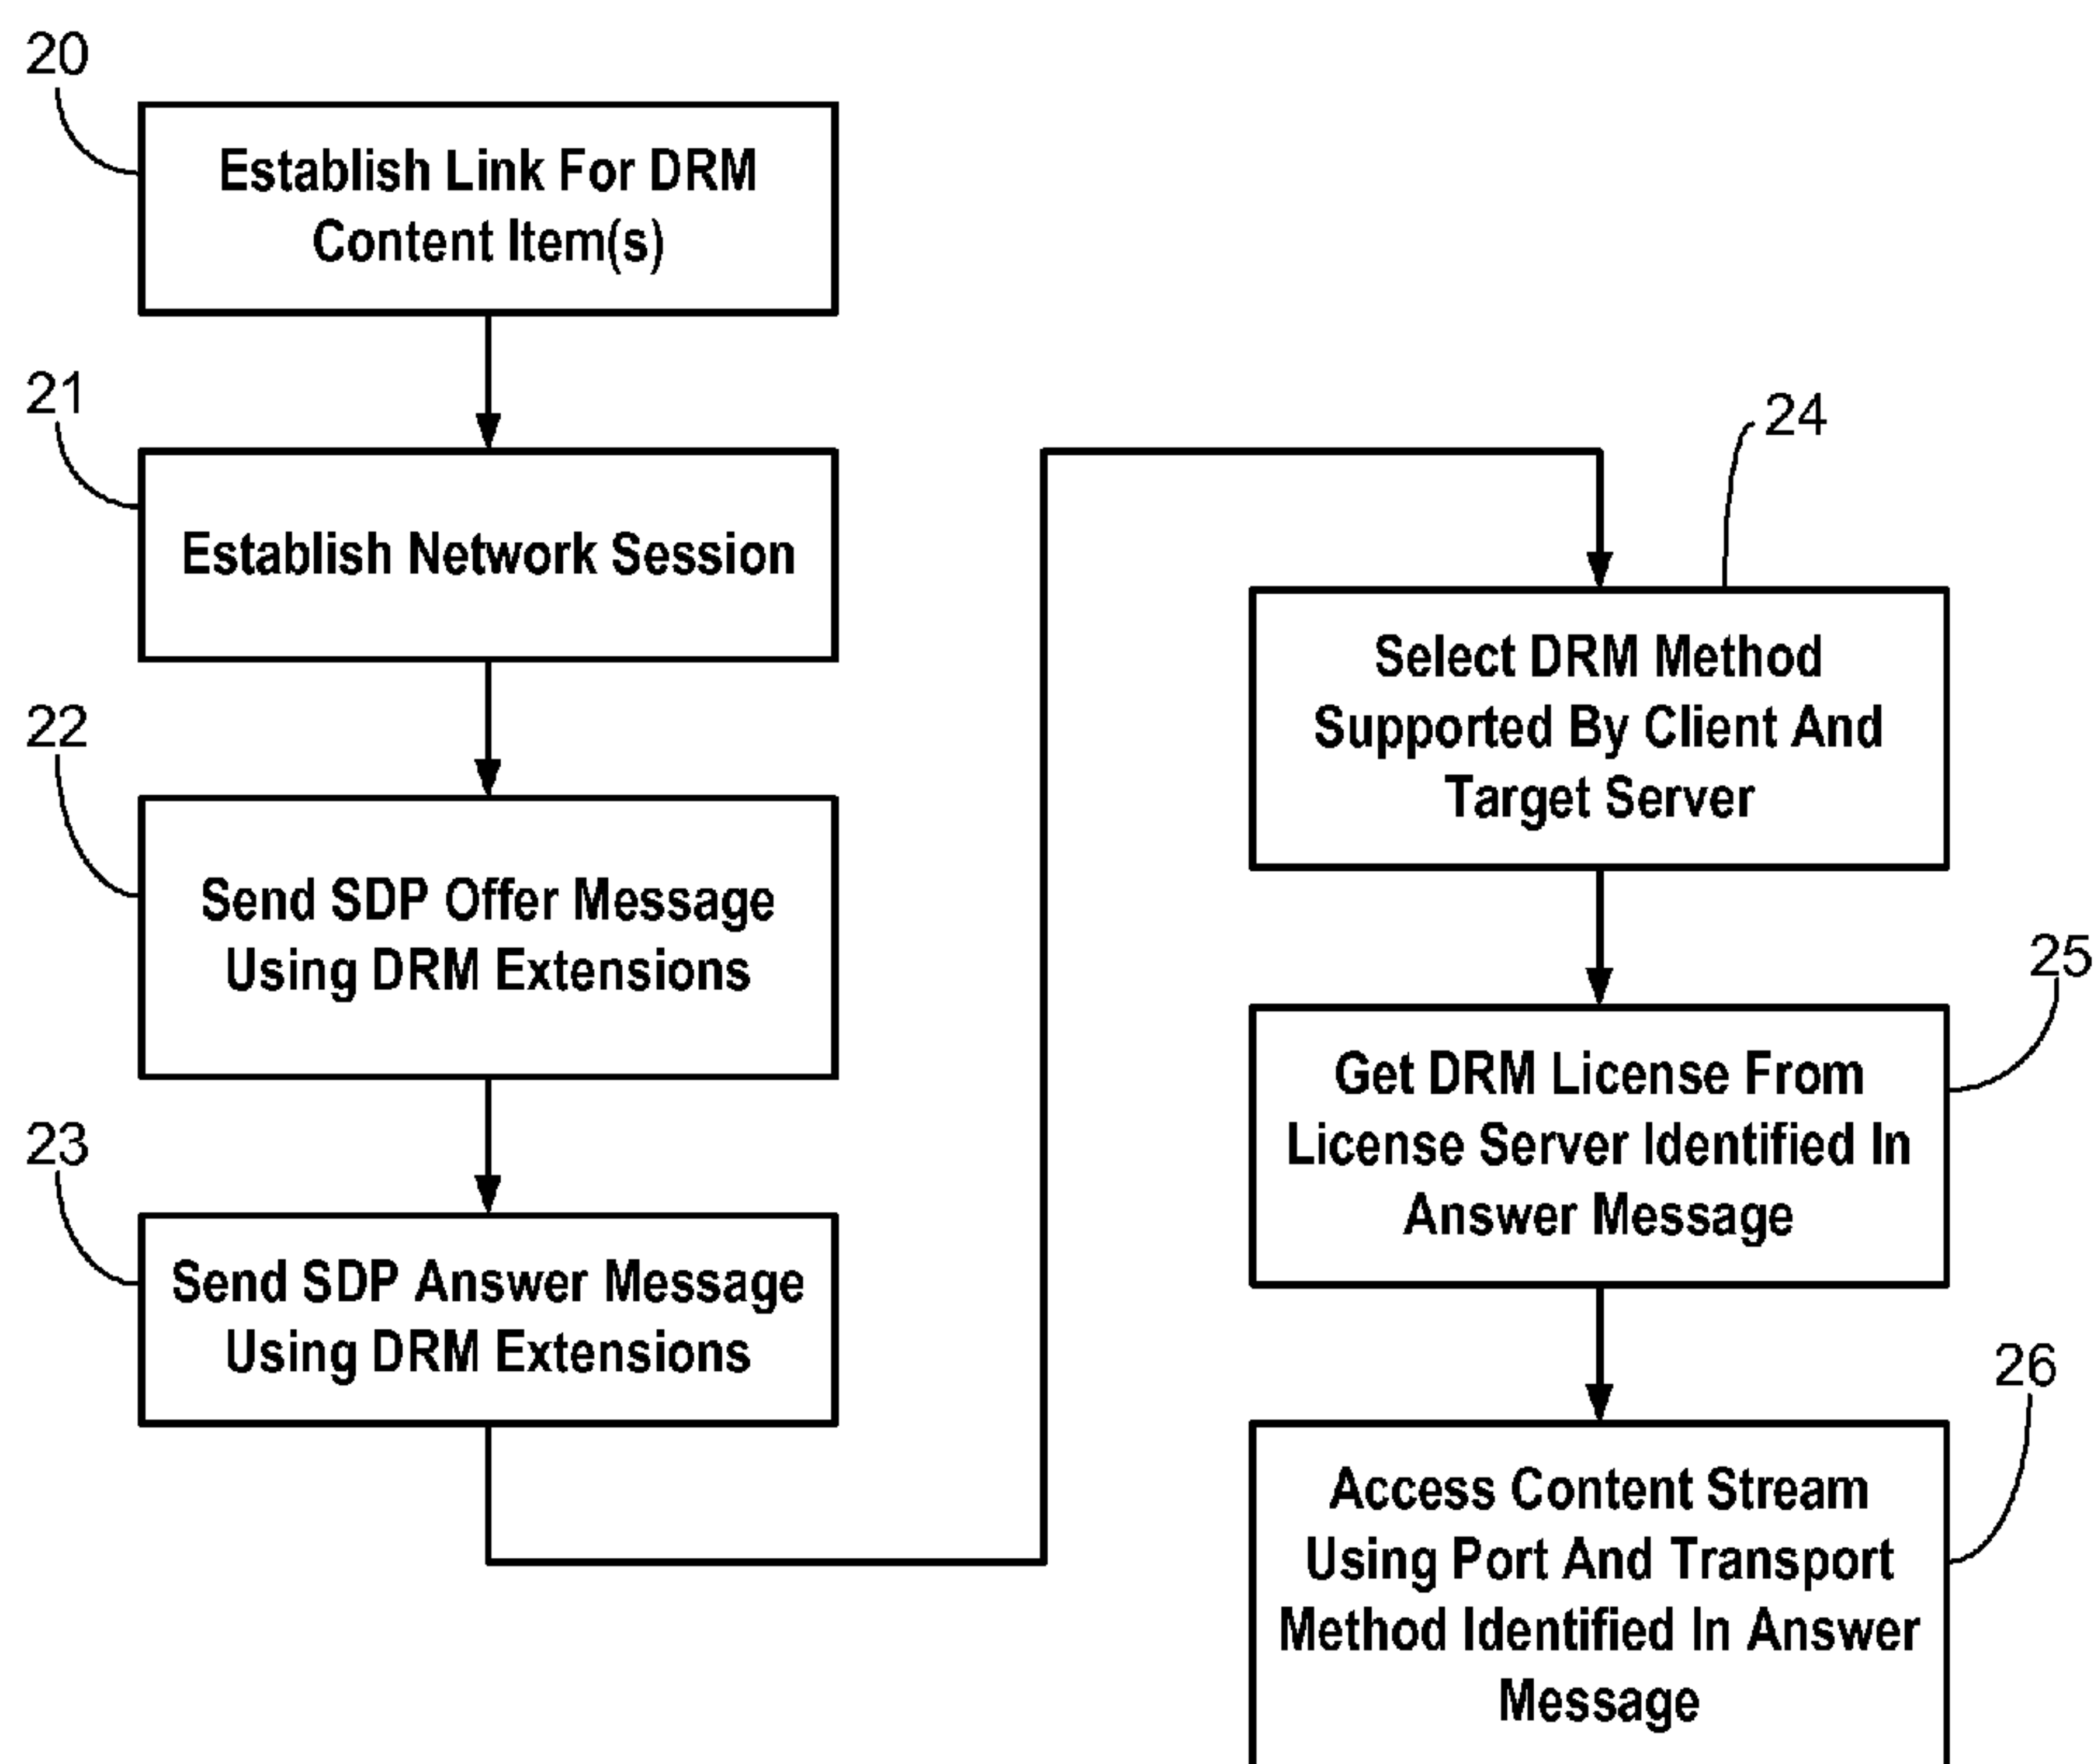 20
Establish Link For DRM
Content Item(s)
21
Establish Network Session
22
Send SDP Offer Message
Using DRM Extensions
23
Send SDP Answer Message
Using DRM Extensions
24
Select DRM Method
Supported By Client And
Target Server
25
Get DRM License From
License Server Identified In
Answer Message
26
Access Content Stream
Using Port And Transport
Method Identified In Answer
Message